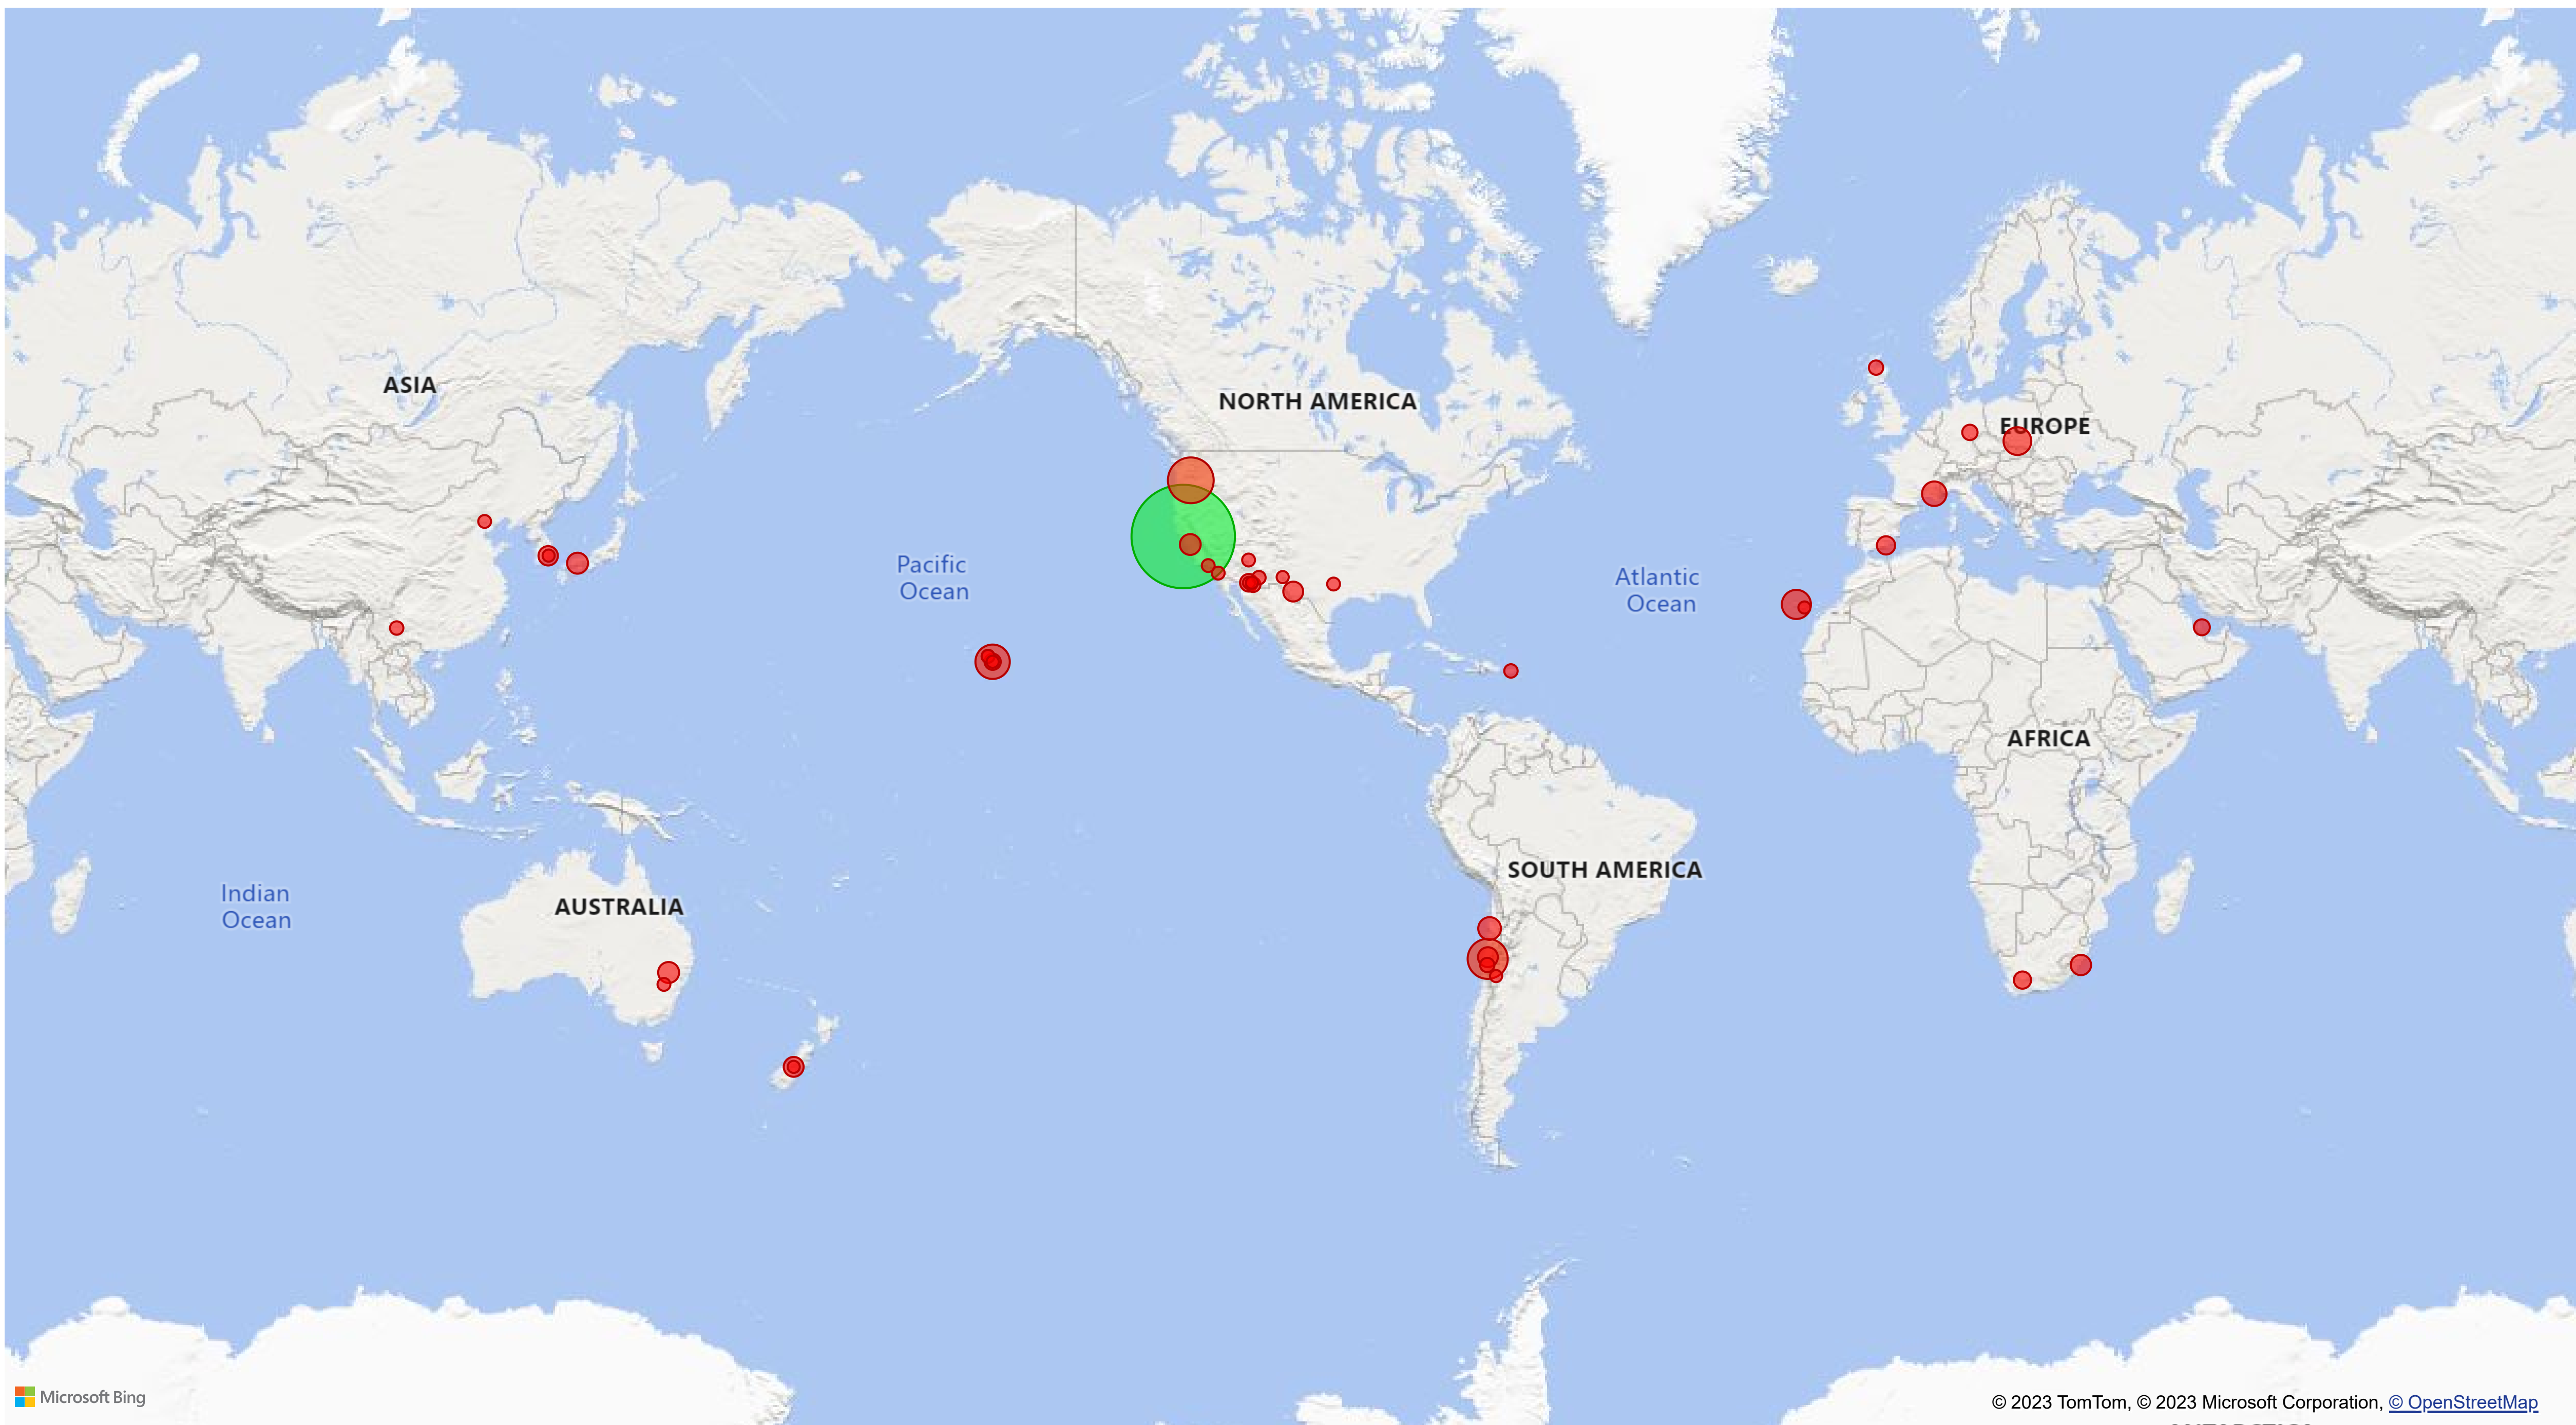 ASIA
NORTH AMERICA
EUROPE
Pacific
Ocean
Atlantic
Ocean
AFRICA
SOUTH AMERICA
Indian
Ocean
AUSTRALIA
Microsoft Bing
© 2023 TomTom, © 2023 Microsoft Corporation, © OpenStreetMap